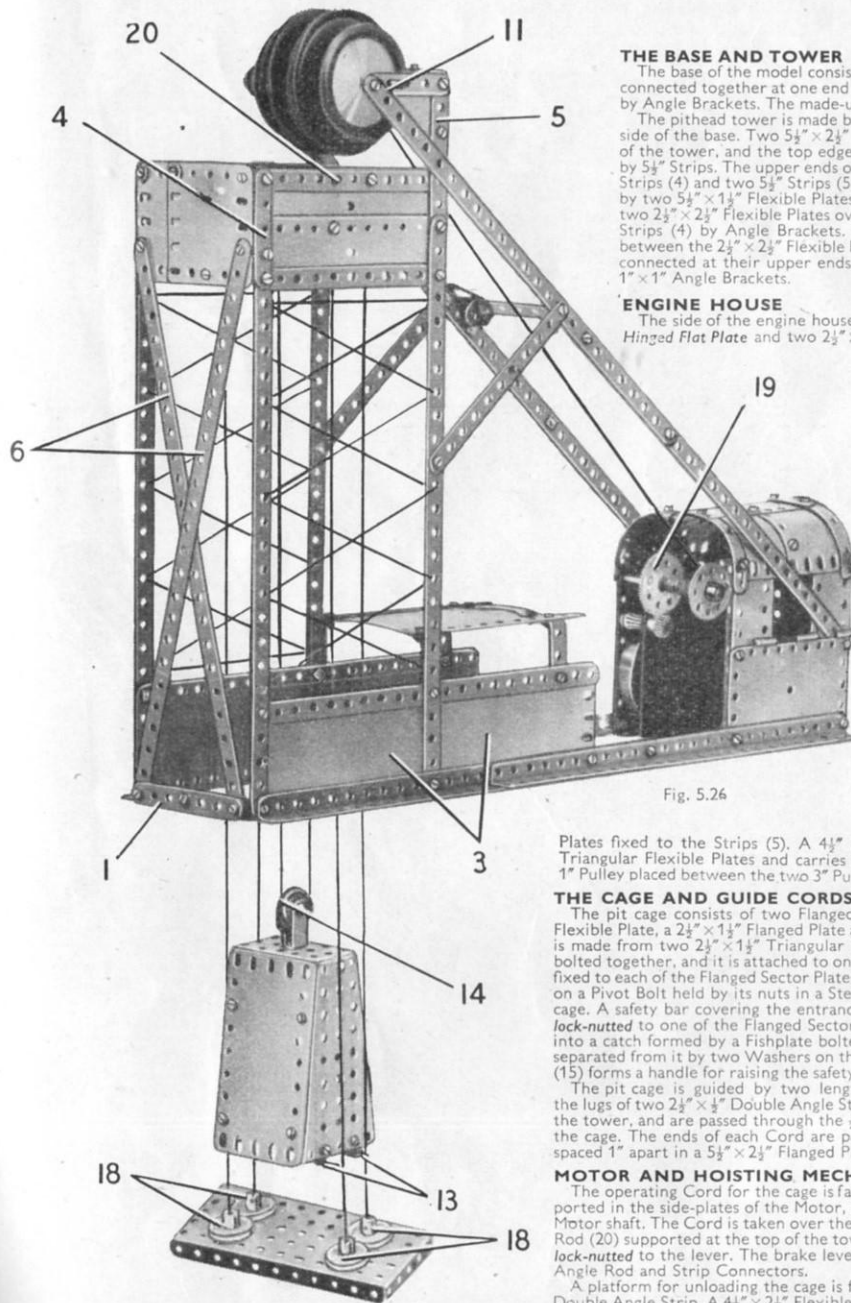 20
11
4
5
6
19
1
3
14
13
18
18
Fig. 5.26
THE BASE AND TOWER
The base of the model consis
connected together at one end
by Angle Brackets. The made-u
The pithead tower is made b
side of the base. Two 5½″ × 2½″
of the tower, and the top edge
by 5½″ Strips. The upper ends o
Strips (4) and two 5½″ Strips (5
by two 5½″ × 1½″ Flexible Plates
two 2½″ × 2½″ Flexible Plates ov
Strips (4) by Angle Brackets.
between the 2½″ × 2½″ Flexible
connected at their upper ends
1″ × 1″ Angle Brackets.
ENGINE HOUSE
The side of the engine house
Hinged Flat Plate and two 2½″
Plates fixed to the Strips (5). A 4½″
Triangular Flexible Plates and carries
1″ Pulley placed between the two 3″ Pu
THE CAGE AND GUIDE CORDS
The pit cage consists of two Flanged
Flexible Plate, a 2½″ × 1½″ Flanged Plate
is made from two 2½″ × 1½″ Triangular
bolted together, and it is attached to on
fixed to each of the Flanged Sector Plate
on a Pivot Bolt held by its nuts in a Ste
cage. A safety bar covering the entranc
lock-nutted to one of the Flanged Sector
into a catch formed by a Fishplate bolte
separated from it by two Washers on th
(15) forms a handle for raising the safety
The pit cage is guided by two leng
the lugs of two 2½″ × ½″ Double Angle St
the tower, and are passed through the
the cage. The ends of each Cord are p
spaced 1″ apart in a 5½″ × 2½″ Flanged P
MOTOR AND HOISTING MECH
The operating Cord for the cage is fa
ported in the side-plates of the Motor,
Motor shaft. The Cord is taken over the
Rod (20) supported at the top of the tow
lock-nutted to the lever. The brake leve
Angle Rod and Strip Connectors.
A platform for unloading the cage is f
Double Angle Strip. A 4½″ × 2½″ Flexible